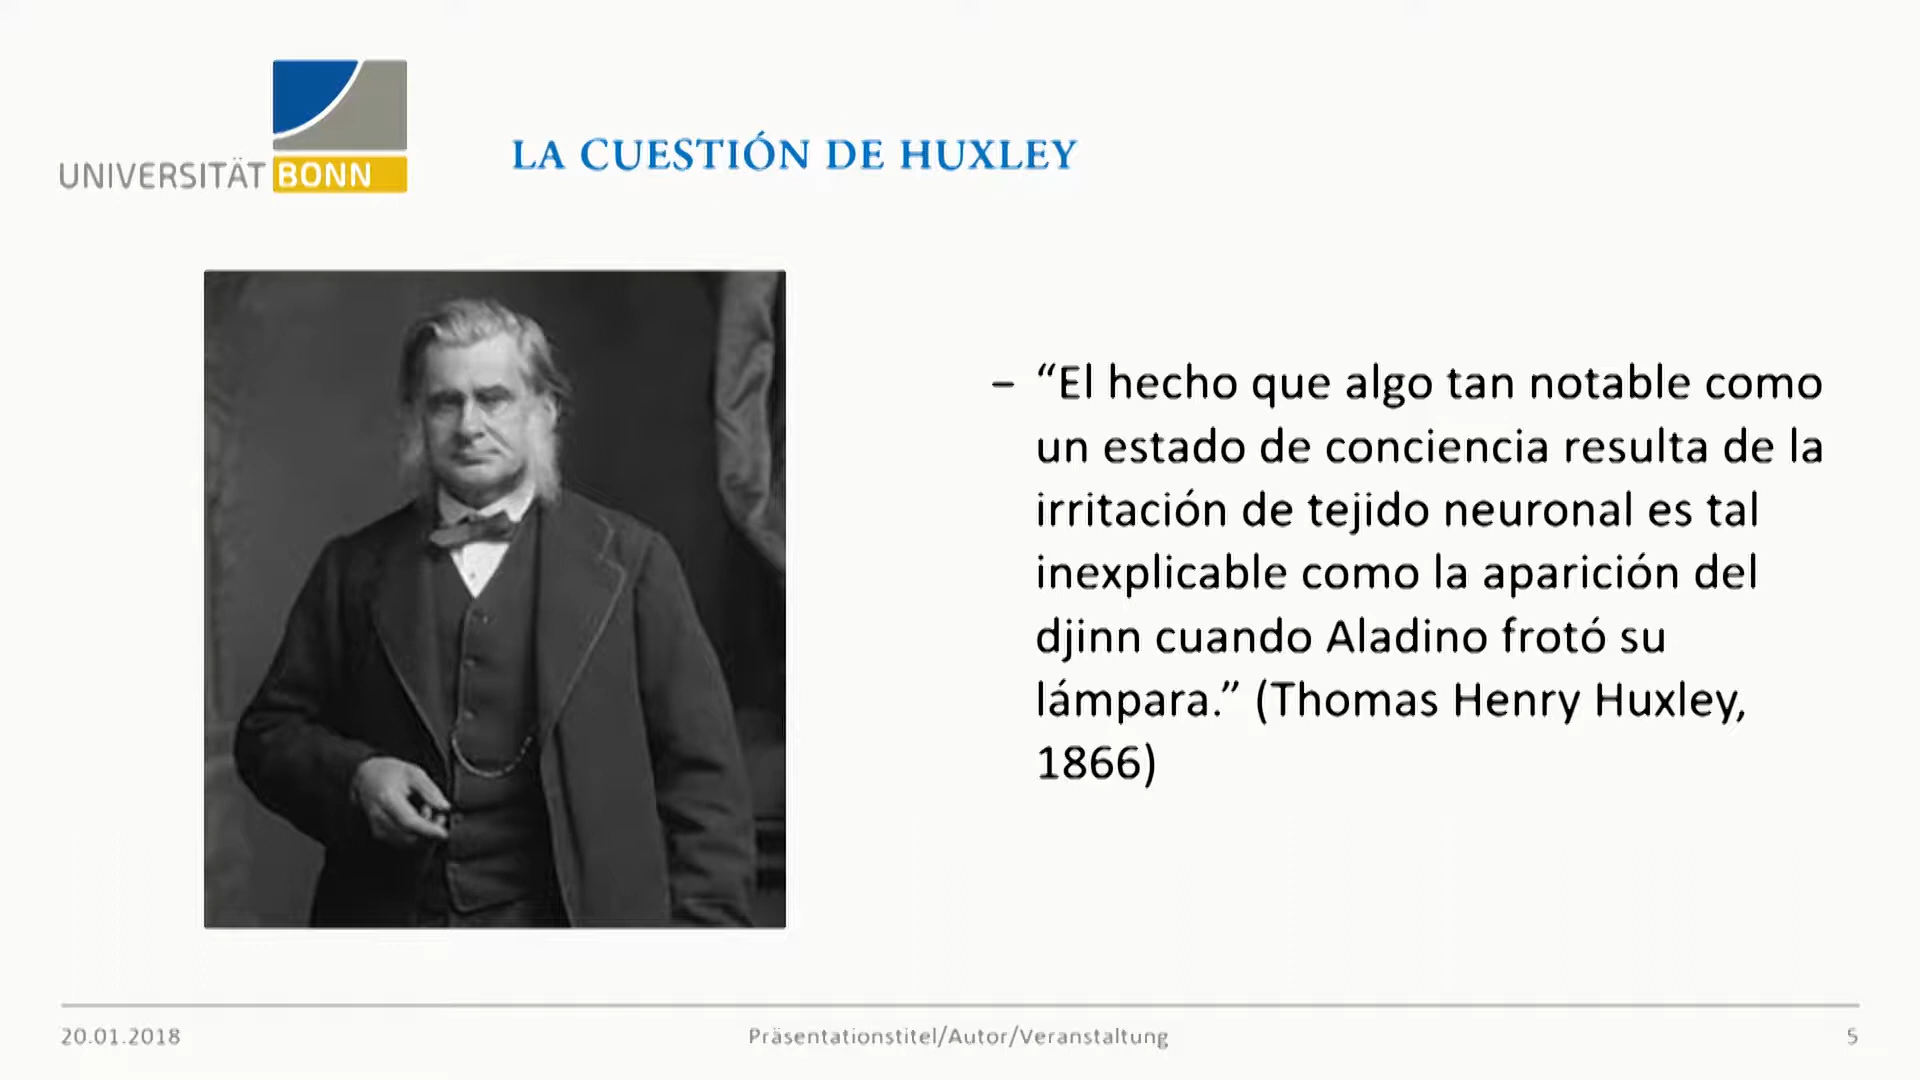 UNIVERSITÄT BONN
LA CUESTIÓN DE HUXLEY
– “El hecho que algo tan notable como
un estado de conciencia resulta de la
irritación de tejido neuronal es tal
inexplicable como la aparición del
djinn cuando Aladino frotó su
lámpara.” (Thomas Henry Huxley,
1866)
20.01.2018
Präsentationstitel/Autor/Veranstaltung
5